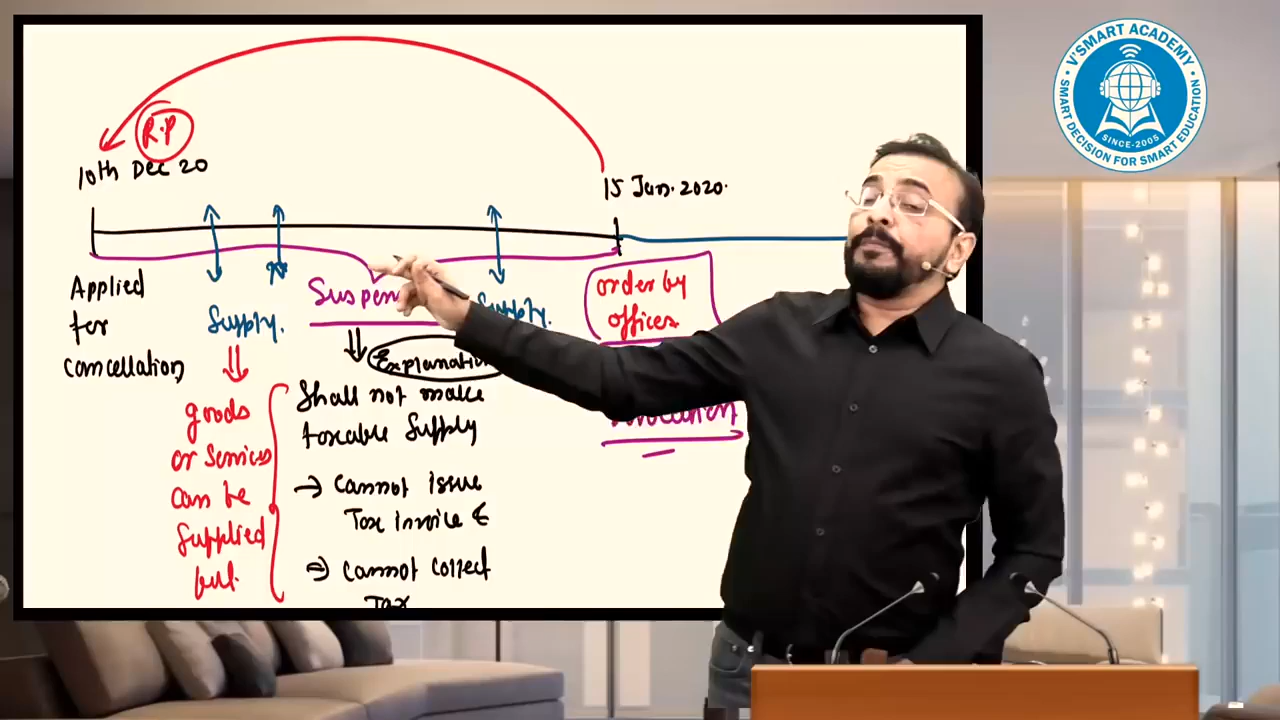 R.P
10th Dec 20
15 Jan. 2020.
Applied
for
cancellation
Supply.
Suspen
Supply.
order by
officer
Explanation
goods
or Services
can be
Supplied
but.
Shall not make
taxable Supply
→ Cannot issue
Tax invoice &
⇒ Cannot collect
Tax
V'SMART ACADEMY
SMART DECISION FOR SMART EDUCATION
SINCE-2005